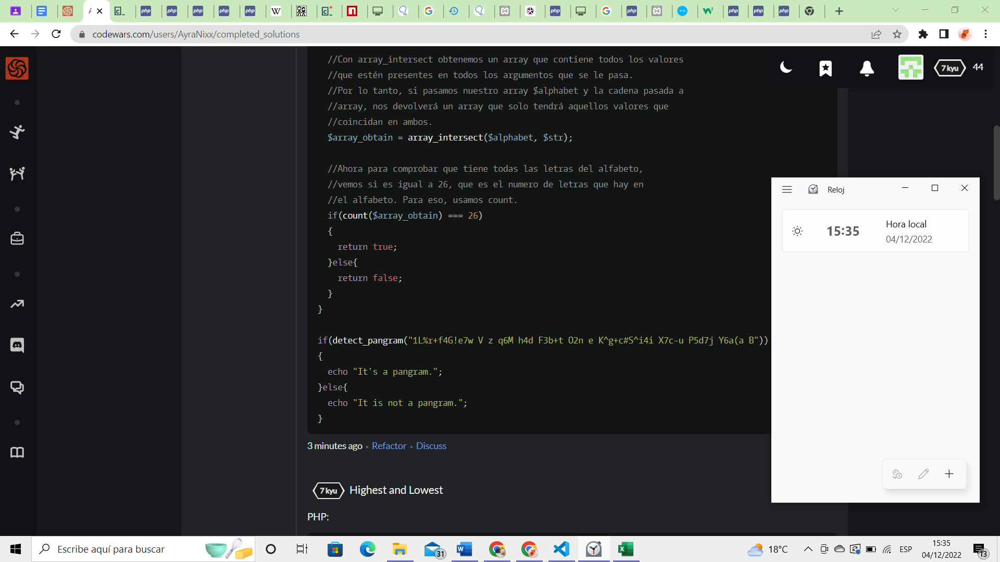 codewars.com/users/AyraNixx/completed_solutions
//Con array_intersect obtenemos un array que contiene todos los valores
//que estén presentes en todos los argumentos que se le pasa.
//Por lo tanto, si pasamos nuestro array $alphabet y la cadena pasada a
//array, nos devolverá un array que solo tendrá aquellos valores que
//coincidan en ambos.
$array_obtain = array_intersect($alphabet, $str);
//Ahora para comprobar que tiene todas las letras del alfabeto,
//vemos si es igual a 26, que es el numero de letras que hay en
//el alfabeto. Para eso, usamos count.
if(count($array_obtain) === 26)
{
return true;
}else{
return false;
}
}
if(detect_pangram("1L%r+f4G!e7w V z q6M h4d F3b+t O2n e K^g+c#S^i4i X7c-u P5d7j Y6a(a B"))
{
echo "It's a pangram.";
}else{
echo "It is not a pangram.";
}
3 minutes ago • Refactor • Discuss
7 kyu Highest and Lowest
PHP:
7 kyu 44
Reloj
15:35
Hora local
04/12/2022
Escribe aquí para buscar
31
18°C
ESP
15:35
04/12/2022
13